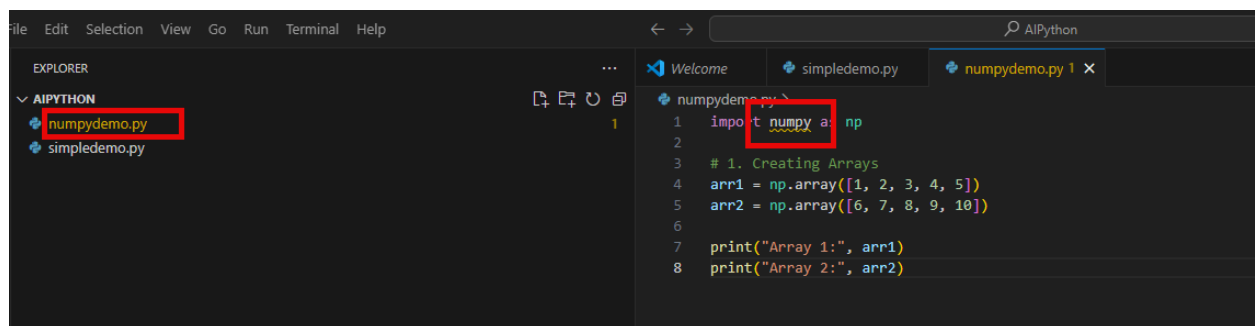 File Edit Selection View Go Run Terminal Help
AIPython
EXPLORER
Welcome
simpledemo.py
numpydemo.py 1
AIPYTHON
numpydemo.py 1
simpledemo.py
numpydemo.py
1 import numpy as np
2
3 # 1. Creating Arrays
4 arr1 = np.array([1, 2, 3, 4, 5])
5 arr2 = np.array([6, 7, 8, 9, 10])
6
7 print("Array 1:", arr1)
8 print("Array 2:", arr2)